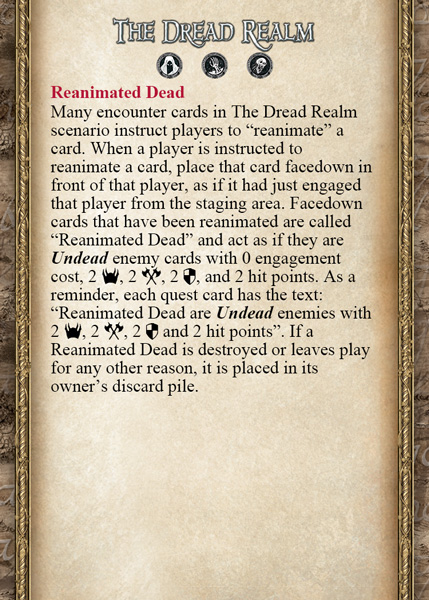 The Dread Realm
Reanimated Dead
Many encounter cards in The Dread Realm
scenario instruct players to “reanimate” a
card. When a player is instructed to
reanimate a card, place that card facedown in
front of that player, as if it had just engaged
that player from the staging area. Facedown
cards that have been reanimated are called
“Reanimated Dead” and act as if they are
Undead enemy cards with 0 engagement
cost, 2 , 2 , 2 , and 2 hit points. As a
reminder, each quest card has the text:
“Reanimated Dead are Undead enemies with
2 , 2 , 2 and 2 hit points”. If a
Reanimated Dead is destroyed or leaves play
for any other reason, it is placed in its
owner’s discard pile.